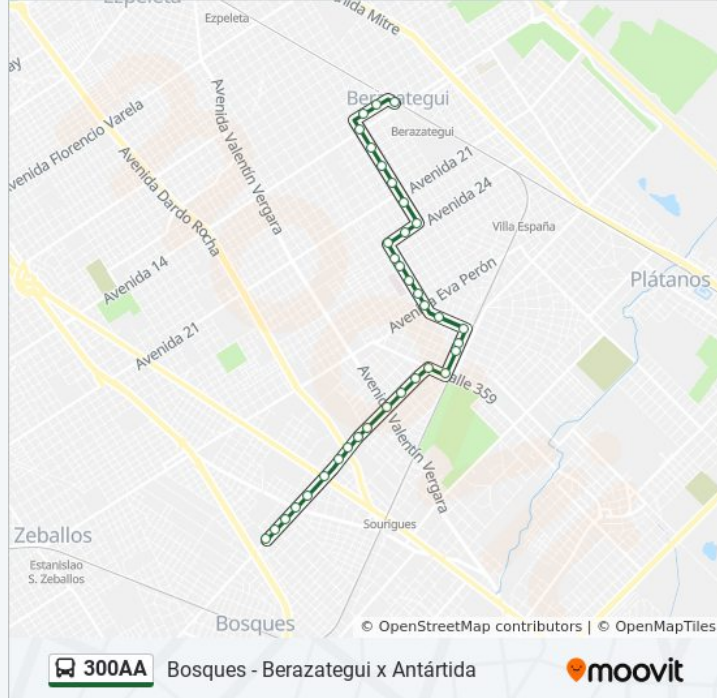 Ezpeleta
Ezpeleta
nida Mitre
Avenida Florencio Varela
Avenida Valentín Vergara
Avenida Dardo Rocha
Berazategui
Berazategui
Avenida 21
Avenida 24
Villa España
Plátanos
Avenida 14
Avenida Eva Perón
Avenida 21
alle 359
Avenida Valentín Vergara
Zeballos
Estanislao
S. Zeballos
Sourigues
Bosques
© OpenStreetMap contributors | © OpenMapTiles
300AA
Bosques - Berazategui x Antártida
moovit